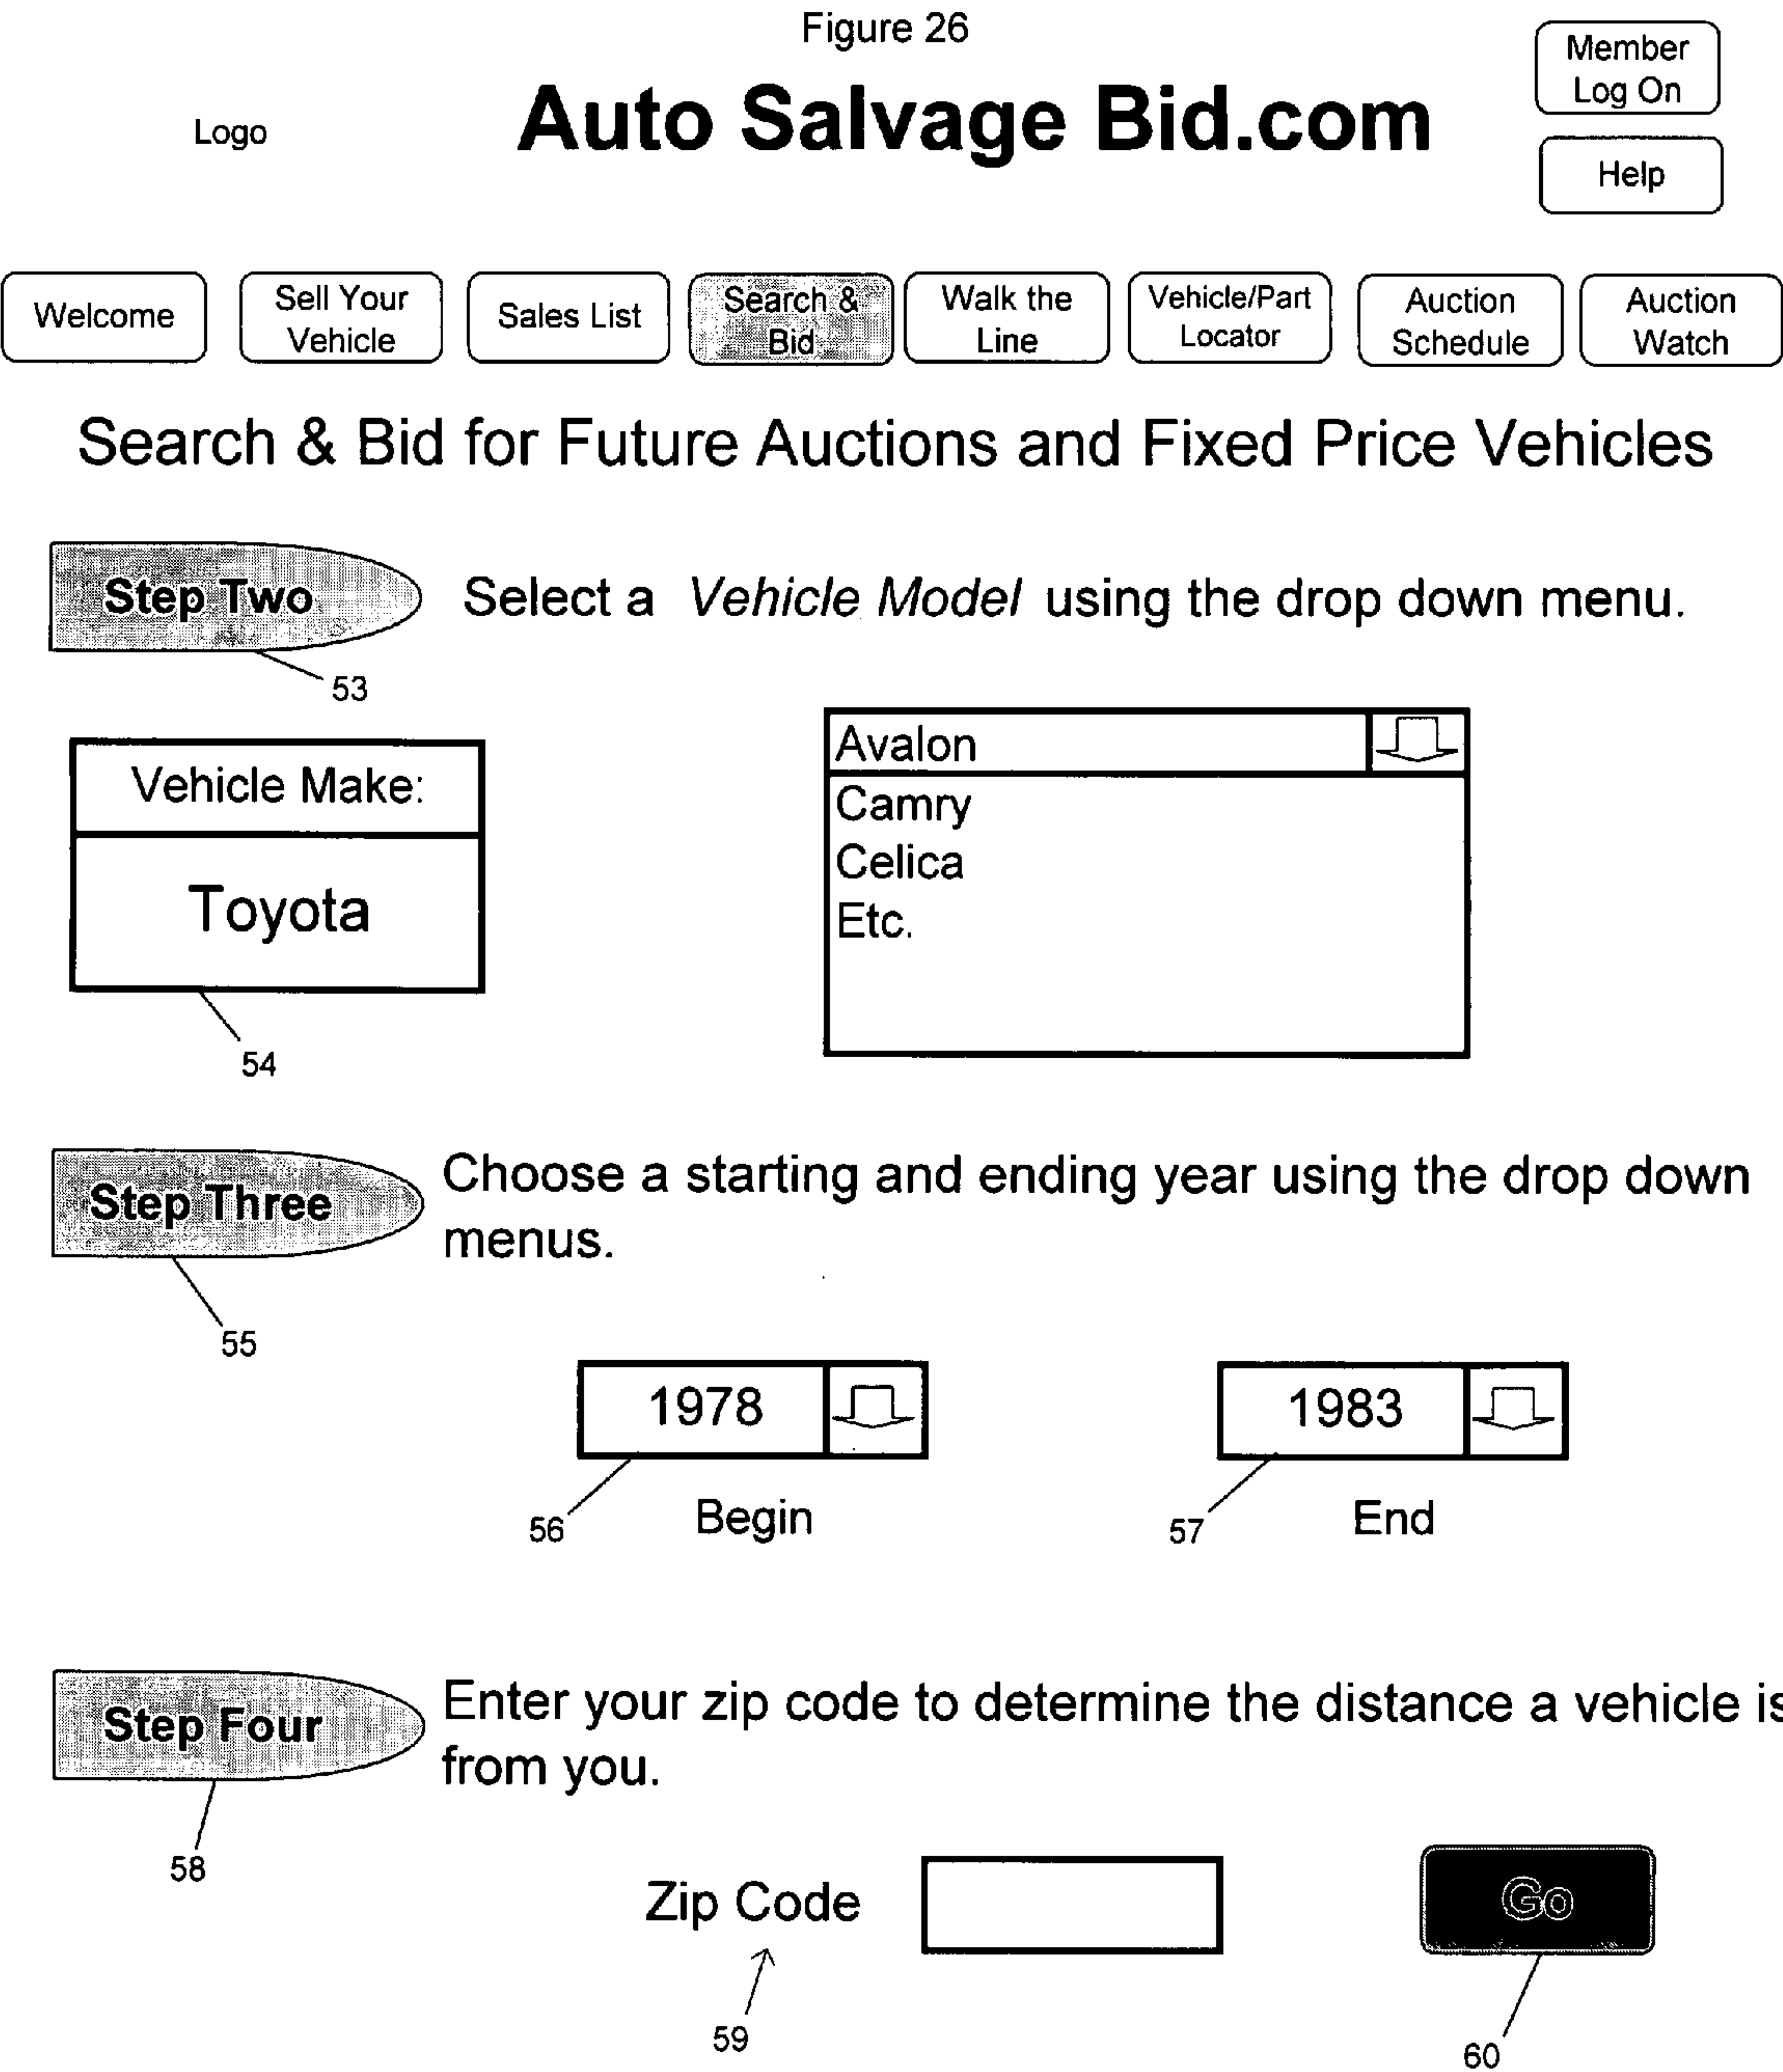 Figure 26
Member
Log On
Logo
Auto Salvage Bid.com
Help
Welcome
Sell Your
Vehicle
Sales List
Search &
Bid
Walk the
Line
Vehicle/Part
Locator
Auction
Schedule
Auction
Watch
Search & Bid for Future Auctions and Fixed Price Vehicles
Step Two
Select a Vehicle Model using the drop down menu.
53
Vehicle Make:
Toyota
54
Avalon
Camry
Celica
Etc.
Step Three
Choose a starting and ending year using the drop down
menus.
55
1978
1983
56
Begin
57
End
Step Four
Enter your zip code to determine the distance a vehicle is
from you.
58
Zip Code
Go
59
60